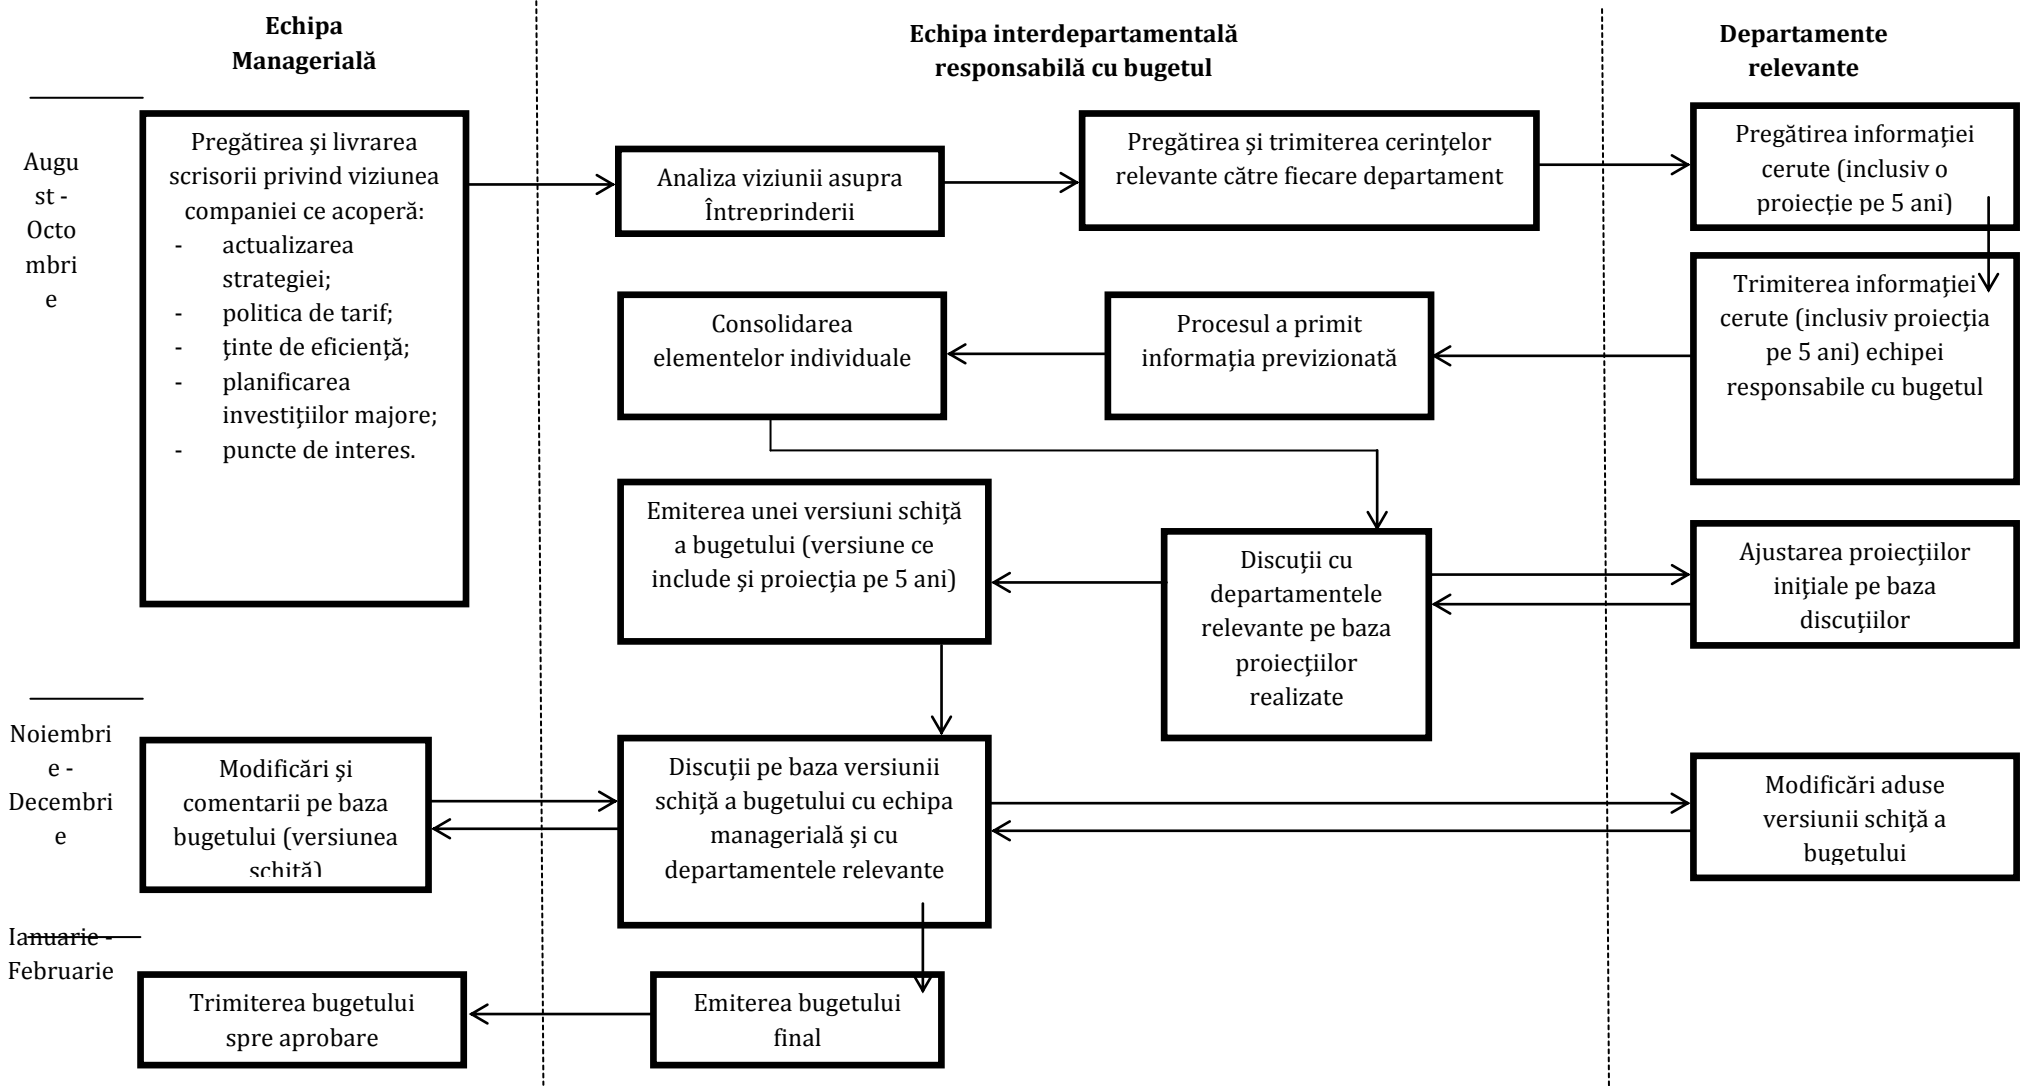 Echipa
Managerială
Echipa interdepartamentală
responsabilă cu bugetul
Departamente
relevante
Augu
st -
Octo
mbri
e
Pregătirea şi livrarea
scrisorii privind viziunea
companiei ce acoperă:
- actualizarea
strategiei;
- politica de tarif;
- ţinte de eficienţă;
- planificarea
investiţiilor majore;
- puncte de interes.
Analiza viziunii asupra
Întreprinderii
Pregătirea şi trimiterea cerinţelor
relevante către fiecare departament
Pregătirea informaţiei
cerute (inclusiv o
proiecţie pe 5 ani)
Consolidarea
elementelor individuale
Procesul a primit
informaţia previzionată
Trimiterea informaţiei
cerute (inclusiv proiecţia
pe 5 ani) echipei
responsabile cu bugetul
Emiterea unei versiuni schiţă
a bugetului (versiune ce
include şi proiecţia pe 5 ani)
Discuţii cu
departamentele
relevante pe baza
proiecţiilor
realizate
Ajustarea proiecţiilor
iniţiale pe baza
discuţiilor
Noiembri
e -
Decembri
e
Modificări şi
comentarii pe baza
bugetului (versiunea
schiţă)
Discuţii pe baza versiunii
schiţă a bugetului cu echipa
managerială şi cu
departamentele relevante
Modificări aduse
versiunii schiţă a
bugetului
Ianuarie -
Februarie
Trimiterea bugetului
spre aprobare
Emiterea bugetului
final